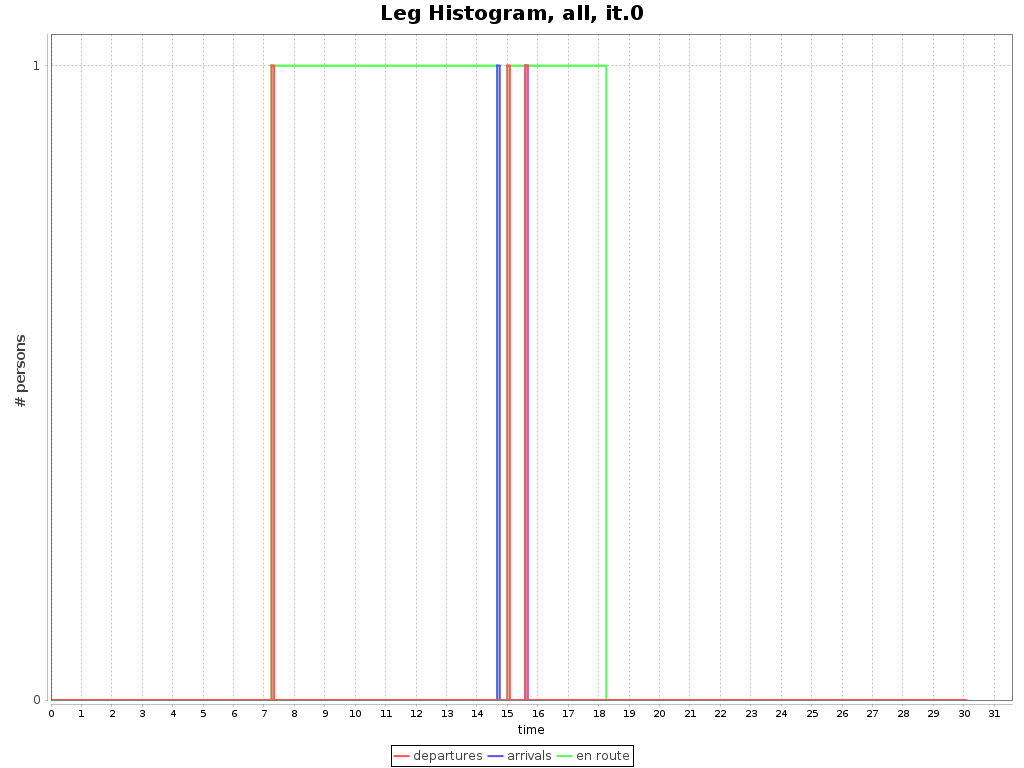 Leg Histogram, all, it.0
# persons
1
0
0 1 2 3 4 5 6 7 8 9 10 11 12 13 14 15 16 17 18 19 20 21 22 23 24 25 26 27 28 29 30 31
time
departures arrivals en route